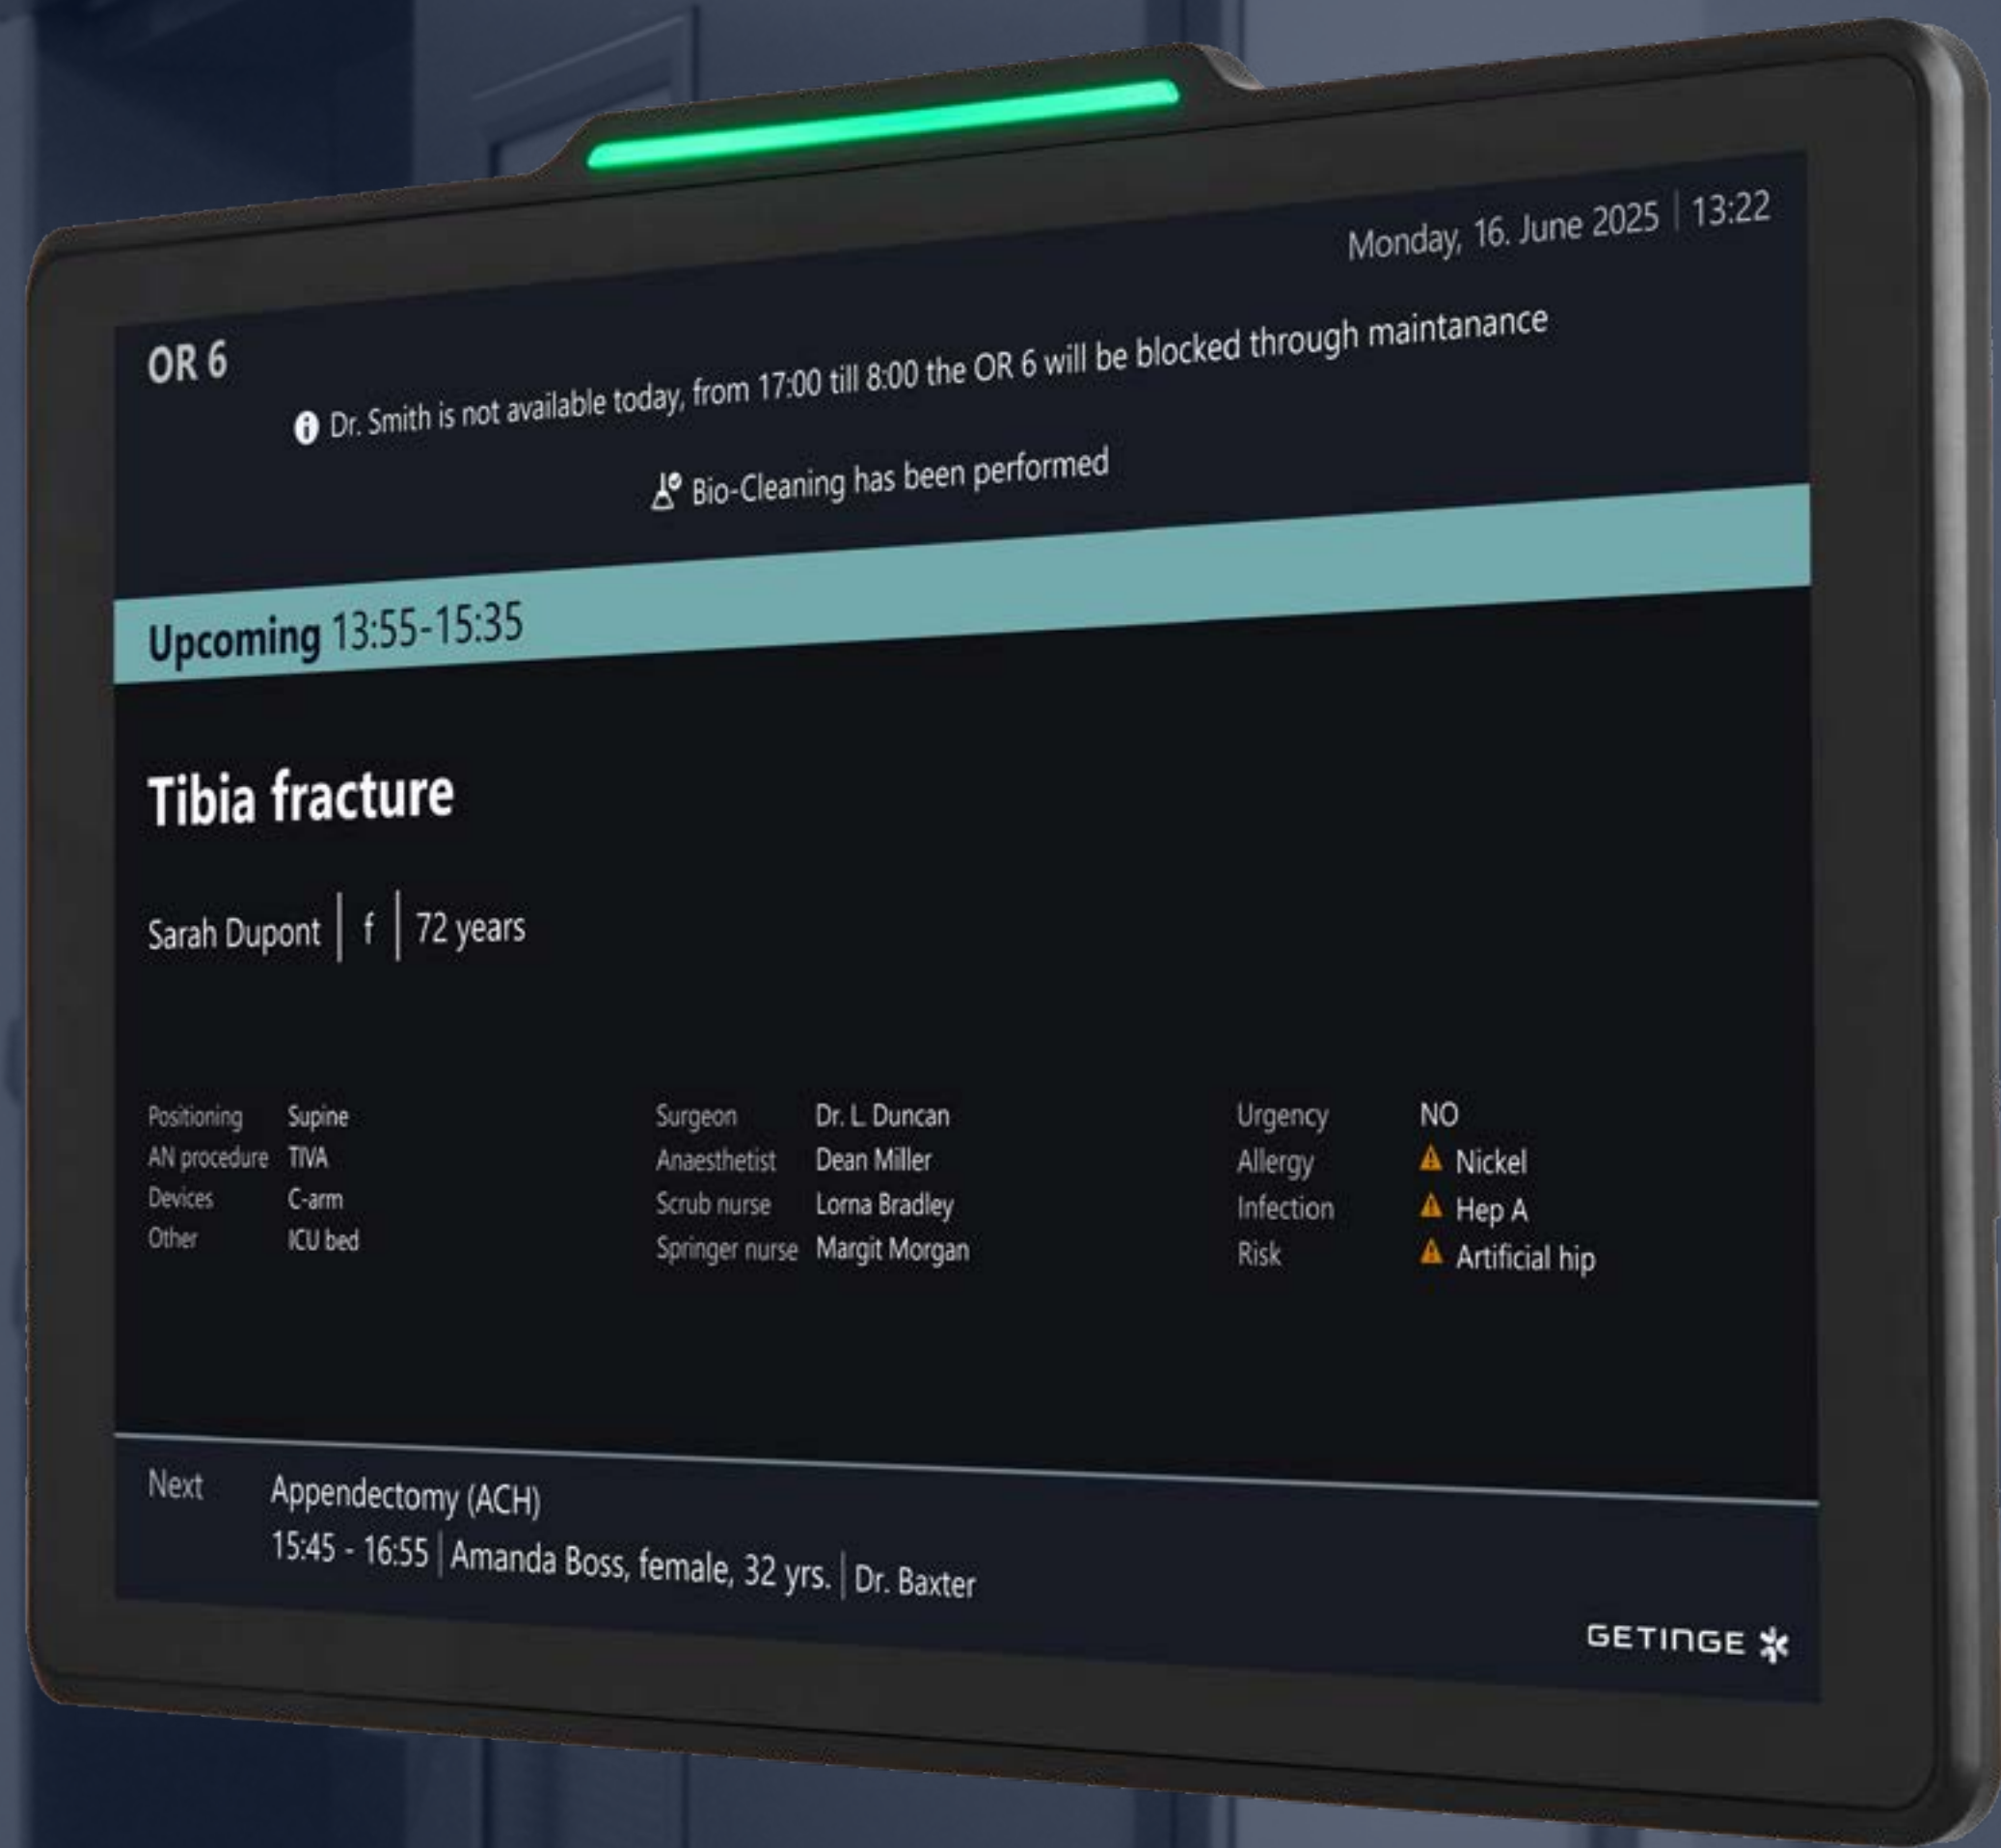 Monday, 16. June 2025 | 13:22
OR 6
Dr. Smith is not available today, from 17:00 till 8:00 the OR 6 will be blocked through maintanance
Bio-Cleaning has been performed
Upcoming 13:55-15:35
Tibia fracture
Sarah Dupont | f | 72 years
Positioning Supine
AN procedure TIVA
Devices C-arm
Other ICU bed
Surgeon Dr. L. Duncan
Anaesthetist Dean Miller
Scrub nurse Lorna Bradley
Springer nurse Margit Morgan
Urgency NO
Allergy Nickel
Infection Hep A
Risk Artificial hip
Next Appendectomy (ACH)
15:45 - 16:55 | Amanda Boss, female, 32 yrs. | Dr. Baxter
GETINGE